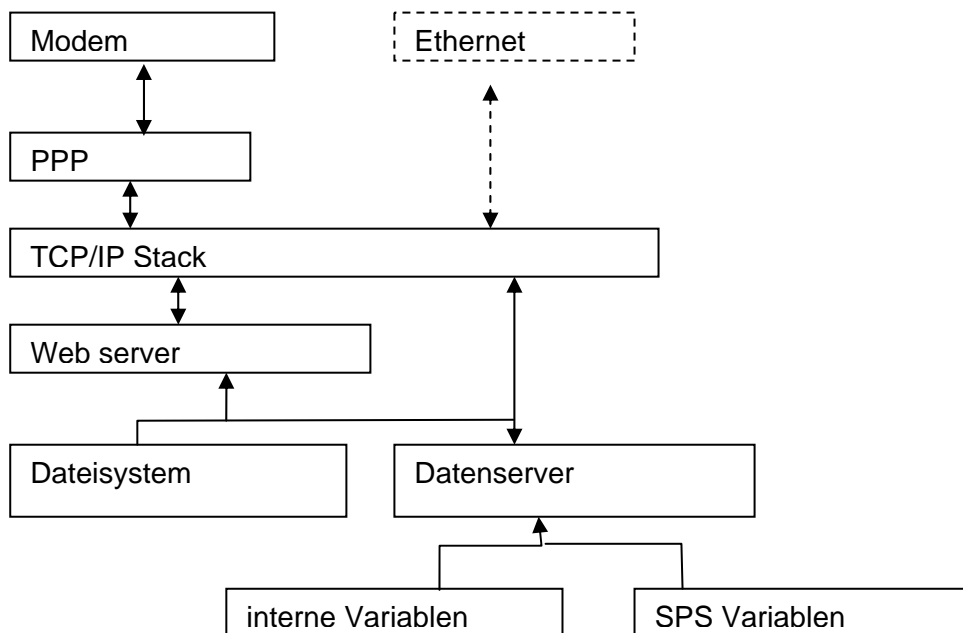 Modem
Ethernet
PPP
TCP/IP Stack
Web server
Dateisystem
Datenserver
interne Variablen
SPS Variablen